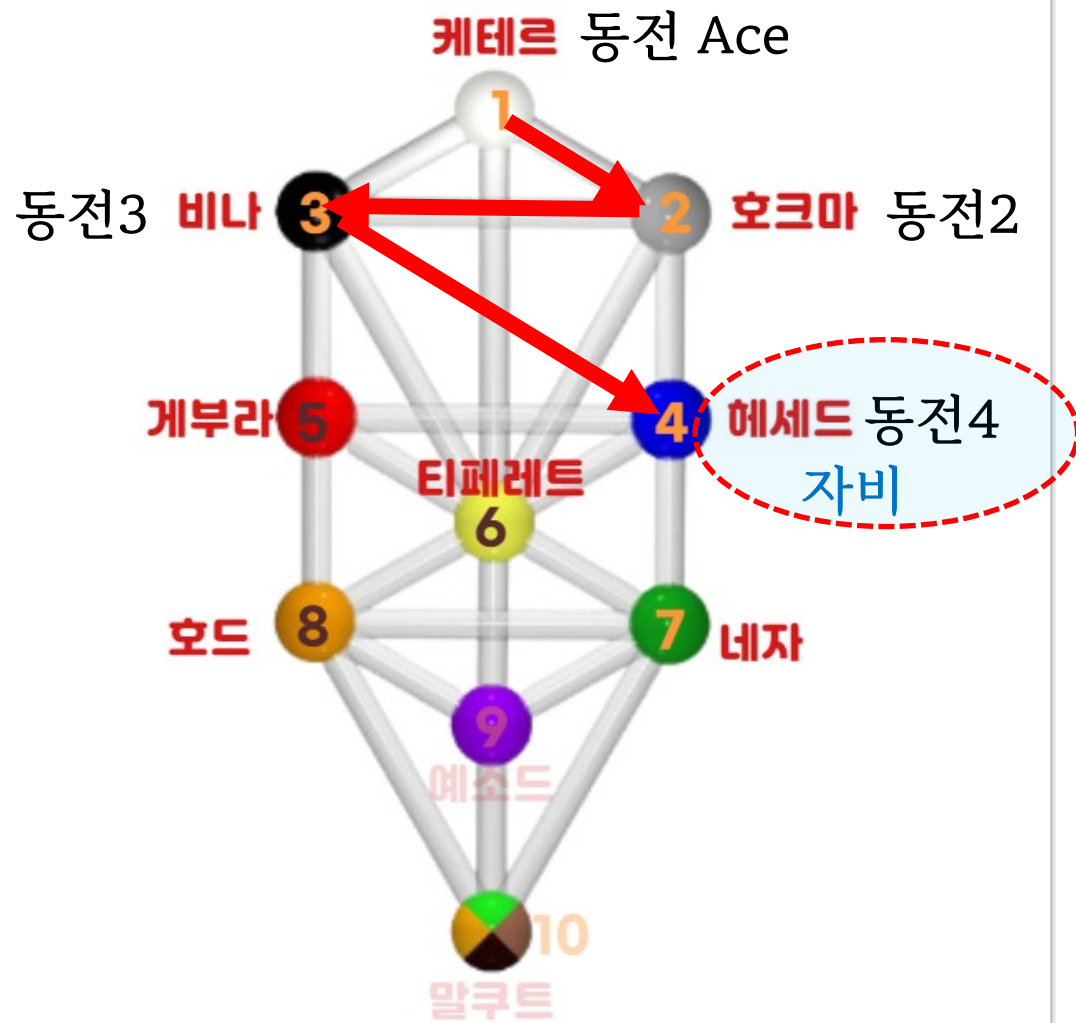 케테르 동전 Ace
1
동전3 비나 3
2 호크마 동전2
게부라 5
4 헤세드 동전4
자비
티페레트
6
호드 8
7 네자
9
예소드
10
말쿠트